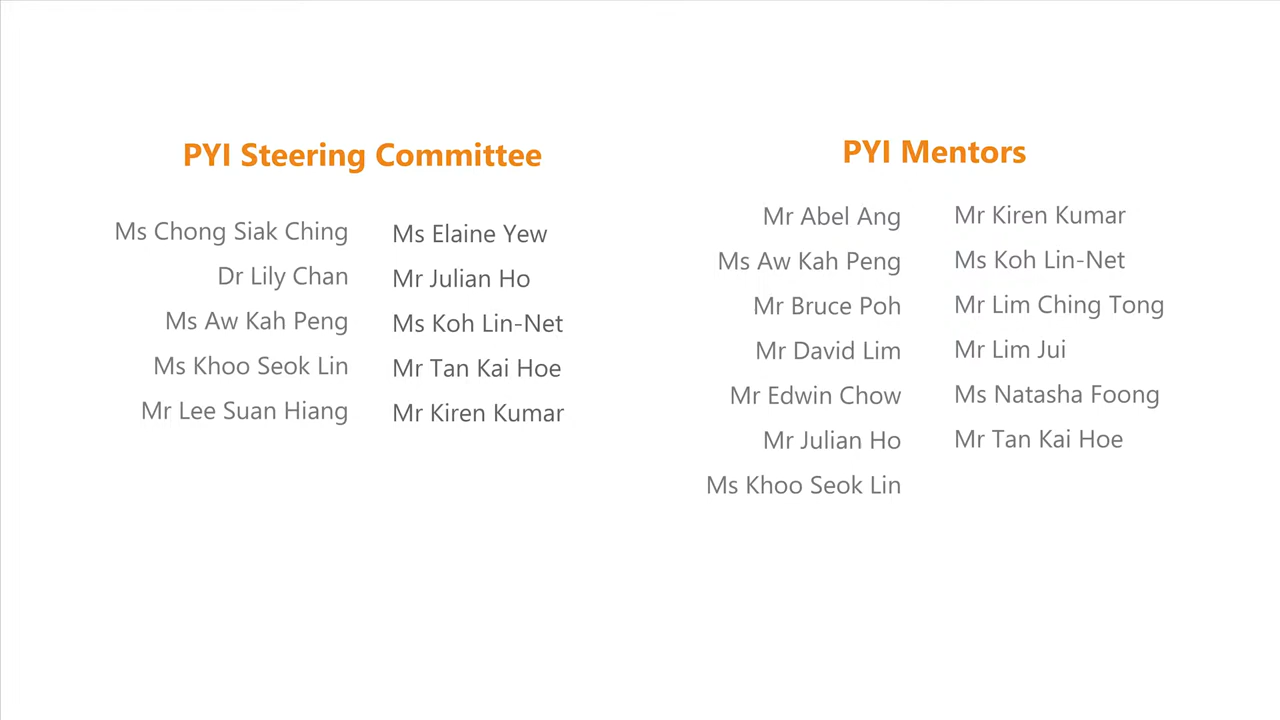 PYI Steering Committee
Ms Chong Siak Ching
Dr Lily Chan
Ms Aw Kah Peng
Ms Khoo Seok Lin
Mr Lee Suan Hiang
Ms Elaine Yew
Mr Julian Ho
Ms Koh Lin-Net
Mr Tan Kai Hoe
Mr Kiren Kumar
PYI Mentors
Mr Abel Ang
Ms Aw Kah Peng
Mr Bruce Poh
Mr David Lim
Mr Edwin Chow
Mr Julian Ho
Ms Khoo Seok Lin
Mr Kiren Kumar
Ms Koh Lin-Net
Mr Lim Ching Tong
Mr Lim Jui
Ms Natasha Foong
Mr Tan Kai Hoe